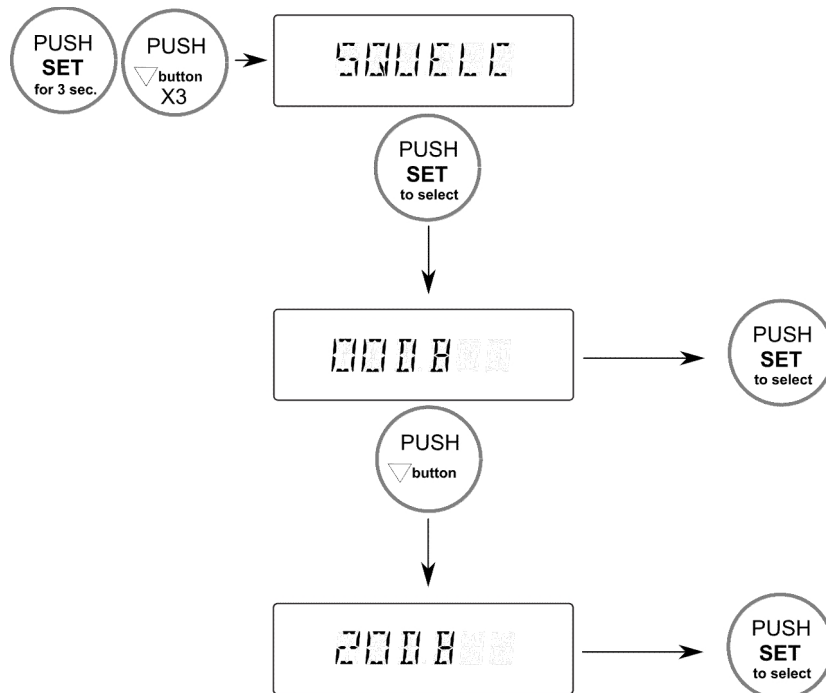 PUSH
SET
for 3 sec.
PUSH
button
X3
SQUELC
PUSH
SET
to select
00DB
PUSH
SET
to select
PUSH
button
20DB
PUSH
SET
to select